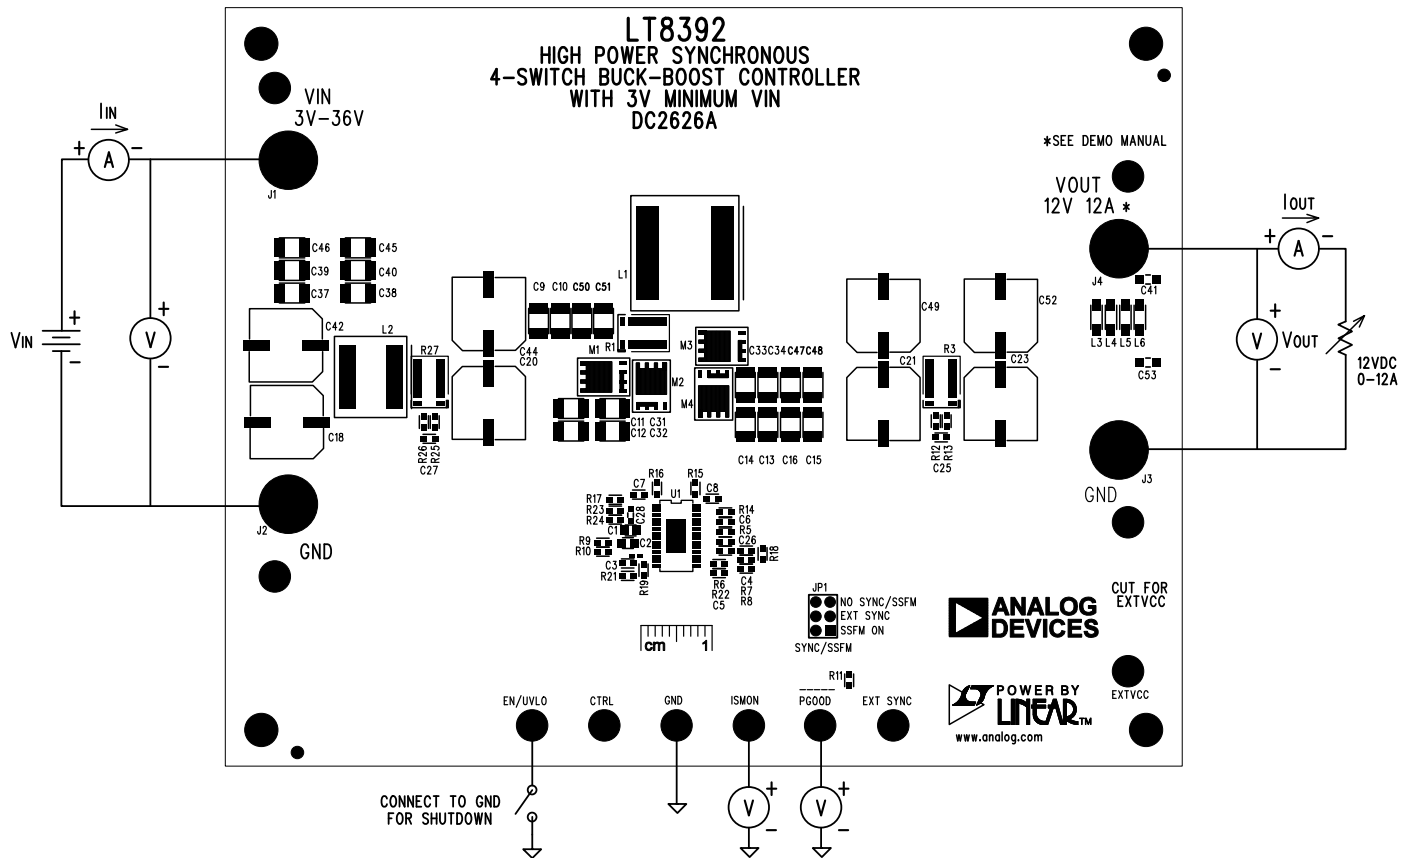 LT8392
HIGH POWER SYNCHRONOUS
4-SWITCH BUCK-BOOST CONTROLLER
WITH 3V MINIMUM VIN
DC2626A
VIN
3V-36V
IIN
+ A -
J1
*SEE DEMO MANUAL
VOUT
12V 12A *
IOUT
+ A -
J4
C46 C45
C39 C40
C37 C38
C42
L2
R27
C44
C20
C18
R26
R25
C27
VIN
+
-
+
V
-
J2
GND
C9 C10 C50 C51
L1
R1
M1
M2
M3
M4
C33 C34 C47 C48
C11 C31
C12 C32
C14 C13 C16 C15
C49
C52
C21
R3
C23
R12
R13
C25
C41
L3 L4 L5 L6
C53
+
V
-
VOUT
12VDC
0-12A
J3
GND
R16
R15
C7
U1
C8
R17
R23
R24
C28
C1
R9
R10
C2
C3
R21
R19
R14
C6
R5
C26
R18
R6
R22
C5
C4
R7
R8
JP1
NO SYNC/SSFM
EXT SYNC
SSFM ON
SYNC/SSFM
cm 1
R11
ANALOG
DEVICES
CUT FOR
EXTVCC
EXTVCC
POWER BY
LINEAR™
www.analog.com
EN/UVLO CTRL GND ISMON PGOOD EXT SYNC
CONNECT TO GND
FOR SHUTDOWN
+
V
-
+
V
-